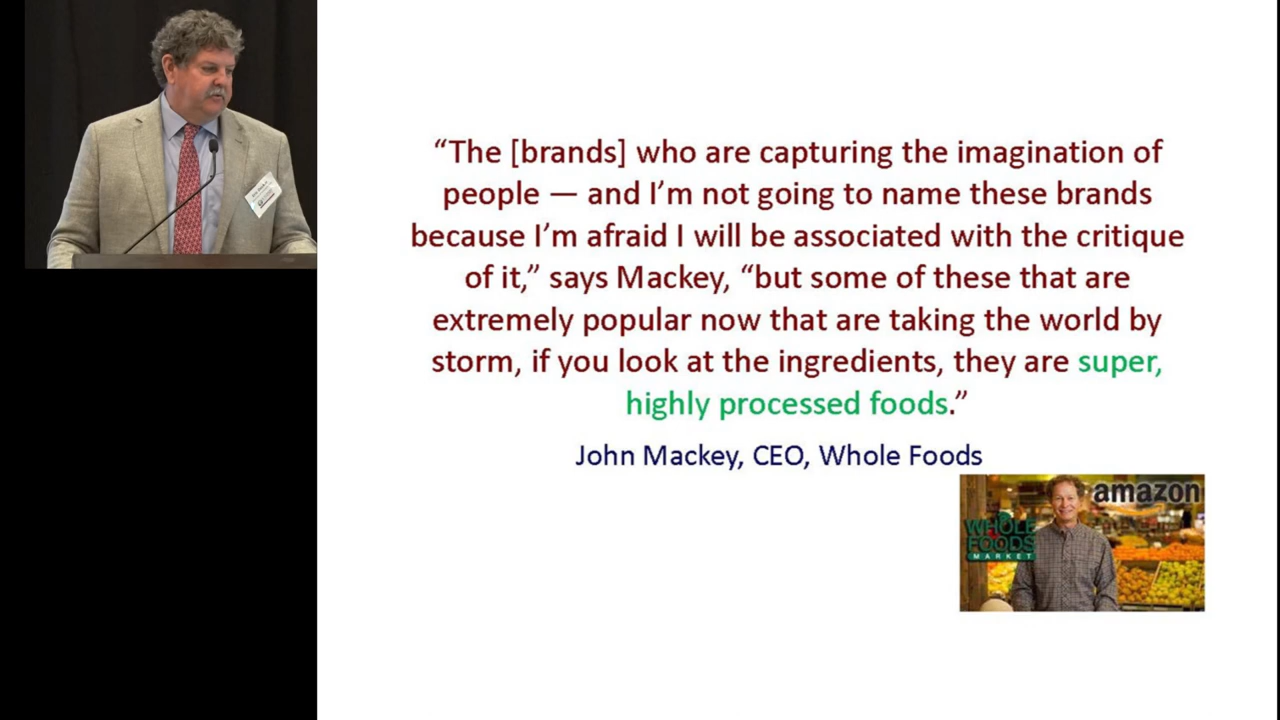 “The [brands] who are capturing the imagination of
people — and I’m not going to name these brands
because I’m afraid I will be associated with the critique
of it,” says Mackey, “but some of these that are
extremely popular now that are taking the world by
storm, if you look at the ingredients, they are super,
highly processed foods.”
John Mackey, CEO, Whole Foods
amazon
WHOLE
FOODS
MARKET